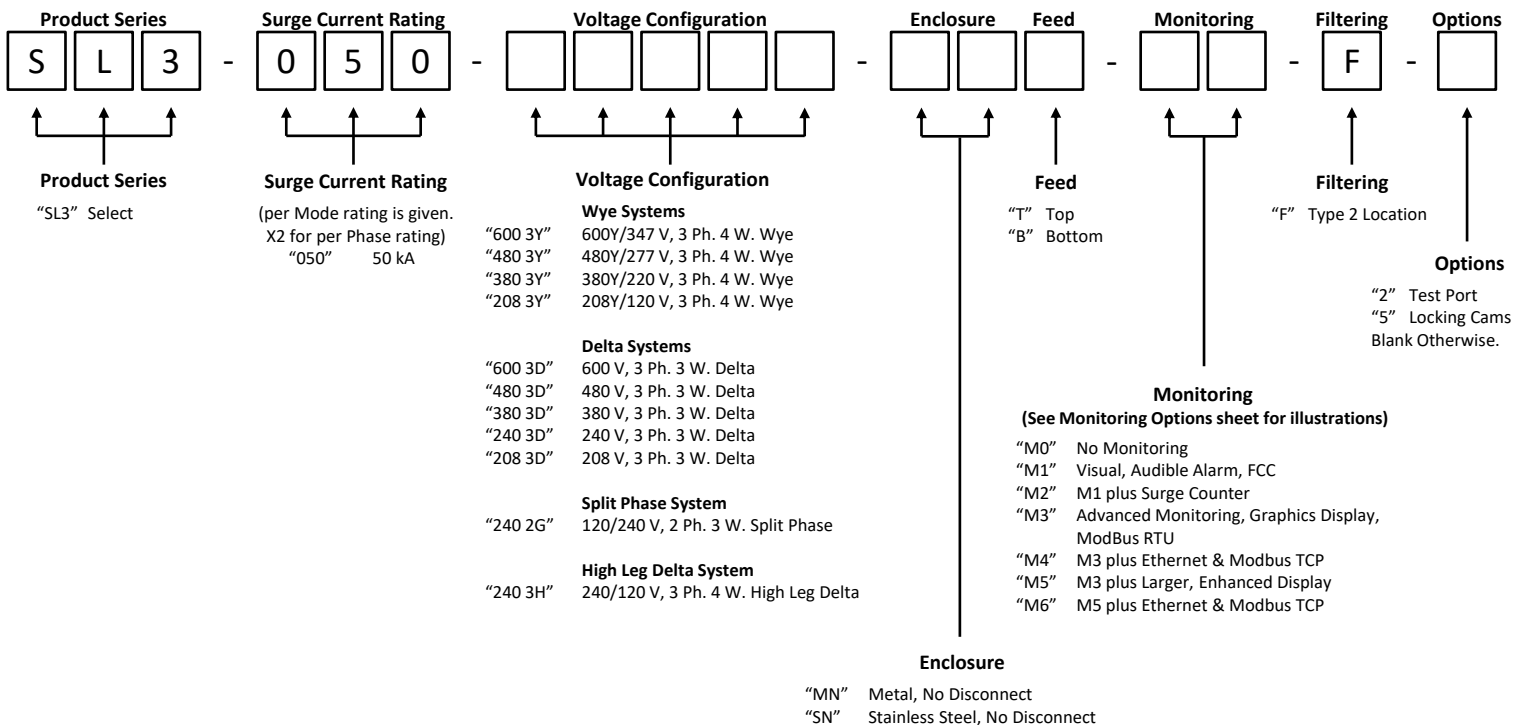 Product Series Surge Current Rating Voltage Configuration Enclosure Feed Monitoring Filtering Options
S L 3 - 0 5 0 - - - - F -
Product Series
“SL3” Select
Surge Current Rating
(per Mode rating is given.
X2 for per Phase rating)
“050” 50 kA
Voltage Configuration
Wye Systems
“600 3Y” 600Y/347 V, 3 Ph. 4 W. Wye
“480 3Y” 480Y/277 V, 3 Ph. 4 W. Wye
“380 3Y” 380Y/220 V, 3 Ph. 4 W. Wye
“208 3Y” 208Y/120 V, 3 Ph. 4 W. Wye
Delta Systems
“600 3D” 600 V, 3 Ph. 3 W. Delta
“480 3D” 480 V, 3 Ph. 3 W. Delta
“380 3D” 380 V, 3 Ph. 3 W. Delta
“240 3D” 240 V, 3 Ph. 3 W. Delta
“208 3D” 208 V, 3 Ph. 3 W. Delta
Split Phase System
“240 2G” 120/240 V, 2 Ph. 3 W. Split Phase
High Leg Delta System
“240 3H” 240/120 V, 3 Ph. 4 W. High Leg Delta
Enclosure
“MN” Metal, No Disconnect
“SN” Stainless Steel, No Disconnect
Feed
“T” Top
“B” Bottom
Monitoring
(See Monitoring Options sheet for illustrations)
“M0” No Monitoring
“M1” Visual, Audible Alarm, FCC
“M2” M1 plus Surge Counter
“M3” Advanced Monitoring, Graphics Display,
ModBus RTU
“M4” M3 plus Ethernet & Modbus TCP
“M5” M3 plus Larger, Enhanced Display
“M6” M5 plus Ethernet & Modbus TCP
Filtering
“F” Type 2 Location
Options
“2” Test Port
“5” Locking Cams
Blank Otherwise.